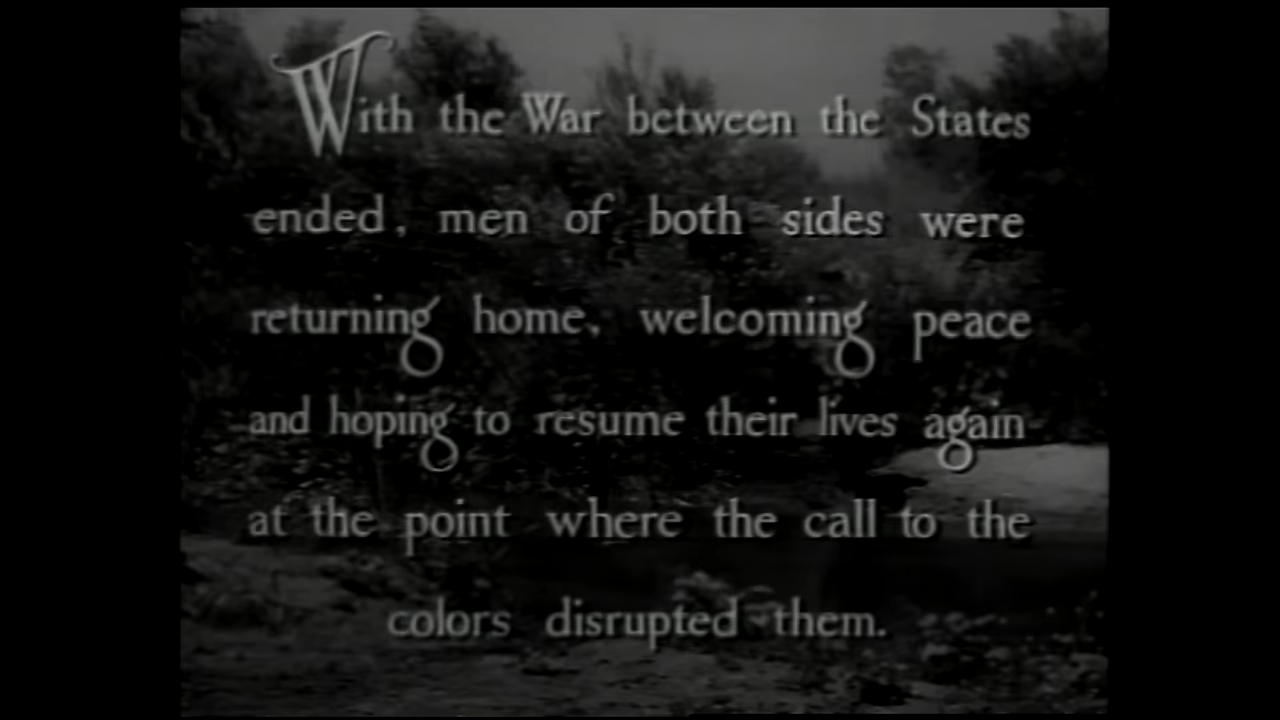 With the War between the States
ended, men of both sides were
returning home, welcoming peace
and hoping to resume their lives again
at the point where the call to the
colors disrupted them.